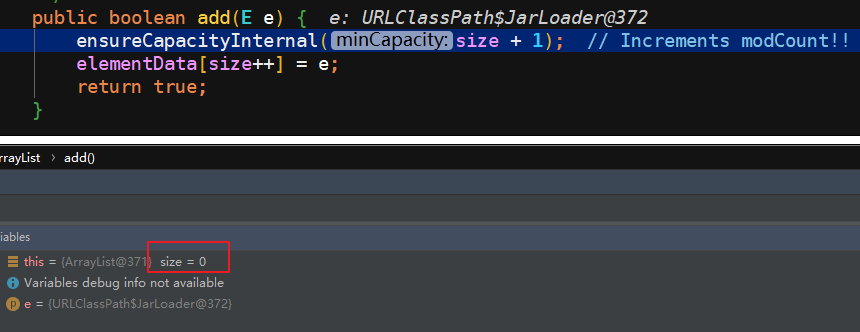 public boolean add(E e) { e: URLClassPath$JarLoader@372
ensureCapacityInternal( minCapacity: size + 1); // Increments modCount!!
elementData[size++] = e;
return true;
}
rrayList › add()
iables
this = {ArrayList@371} size = 0
Variables debug info not available
e = {URLClassPath$JarLoader@372}